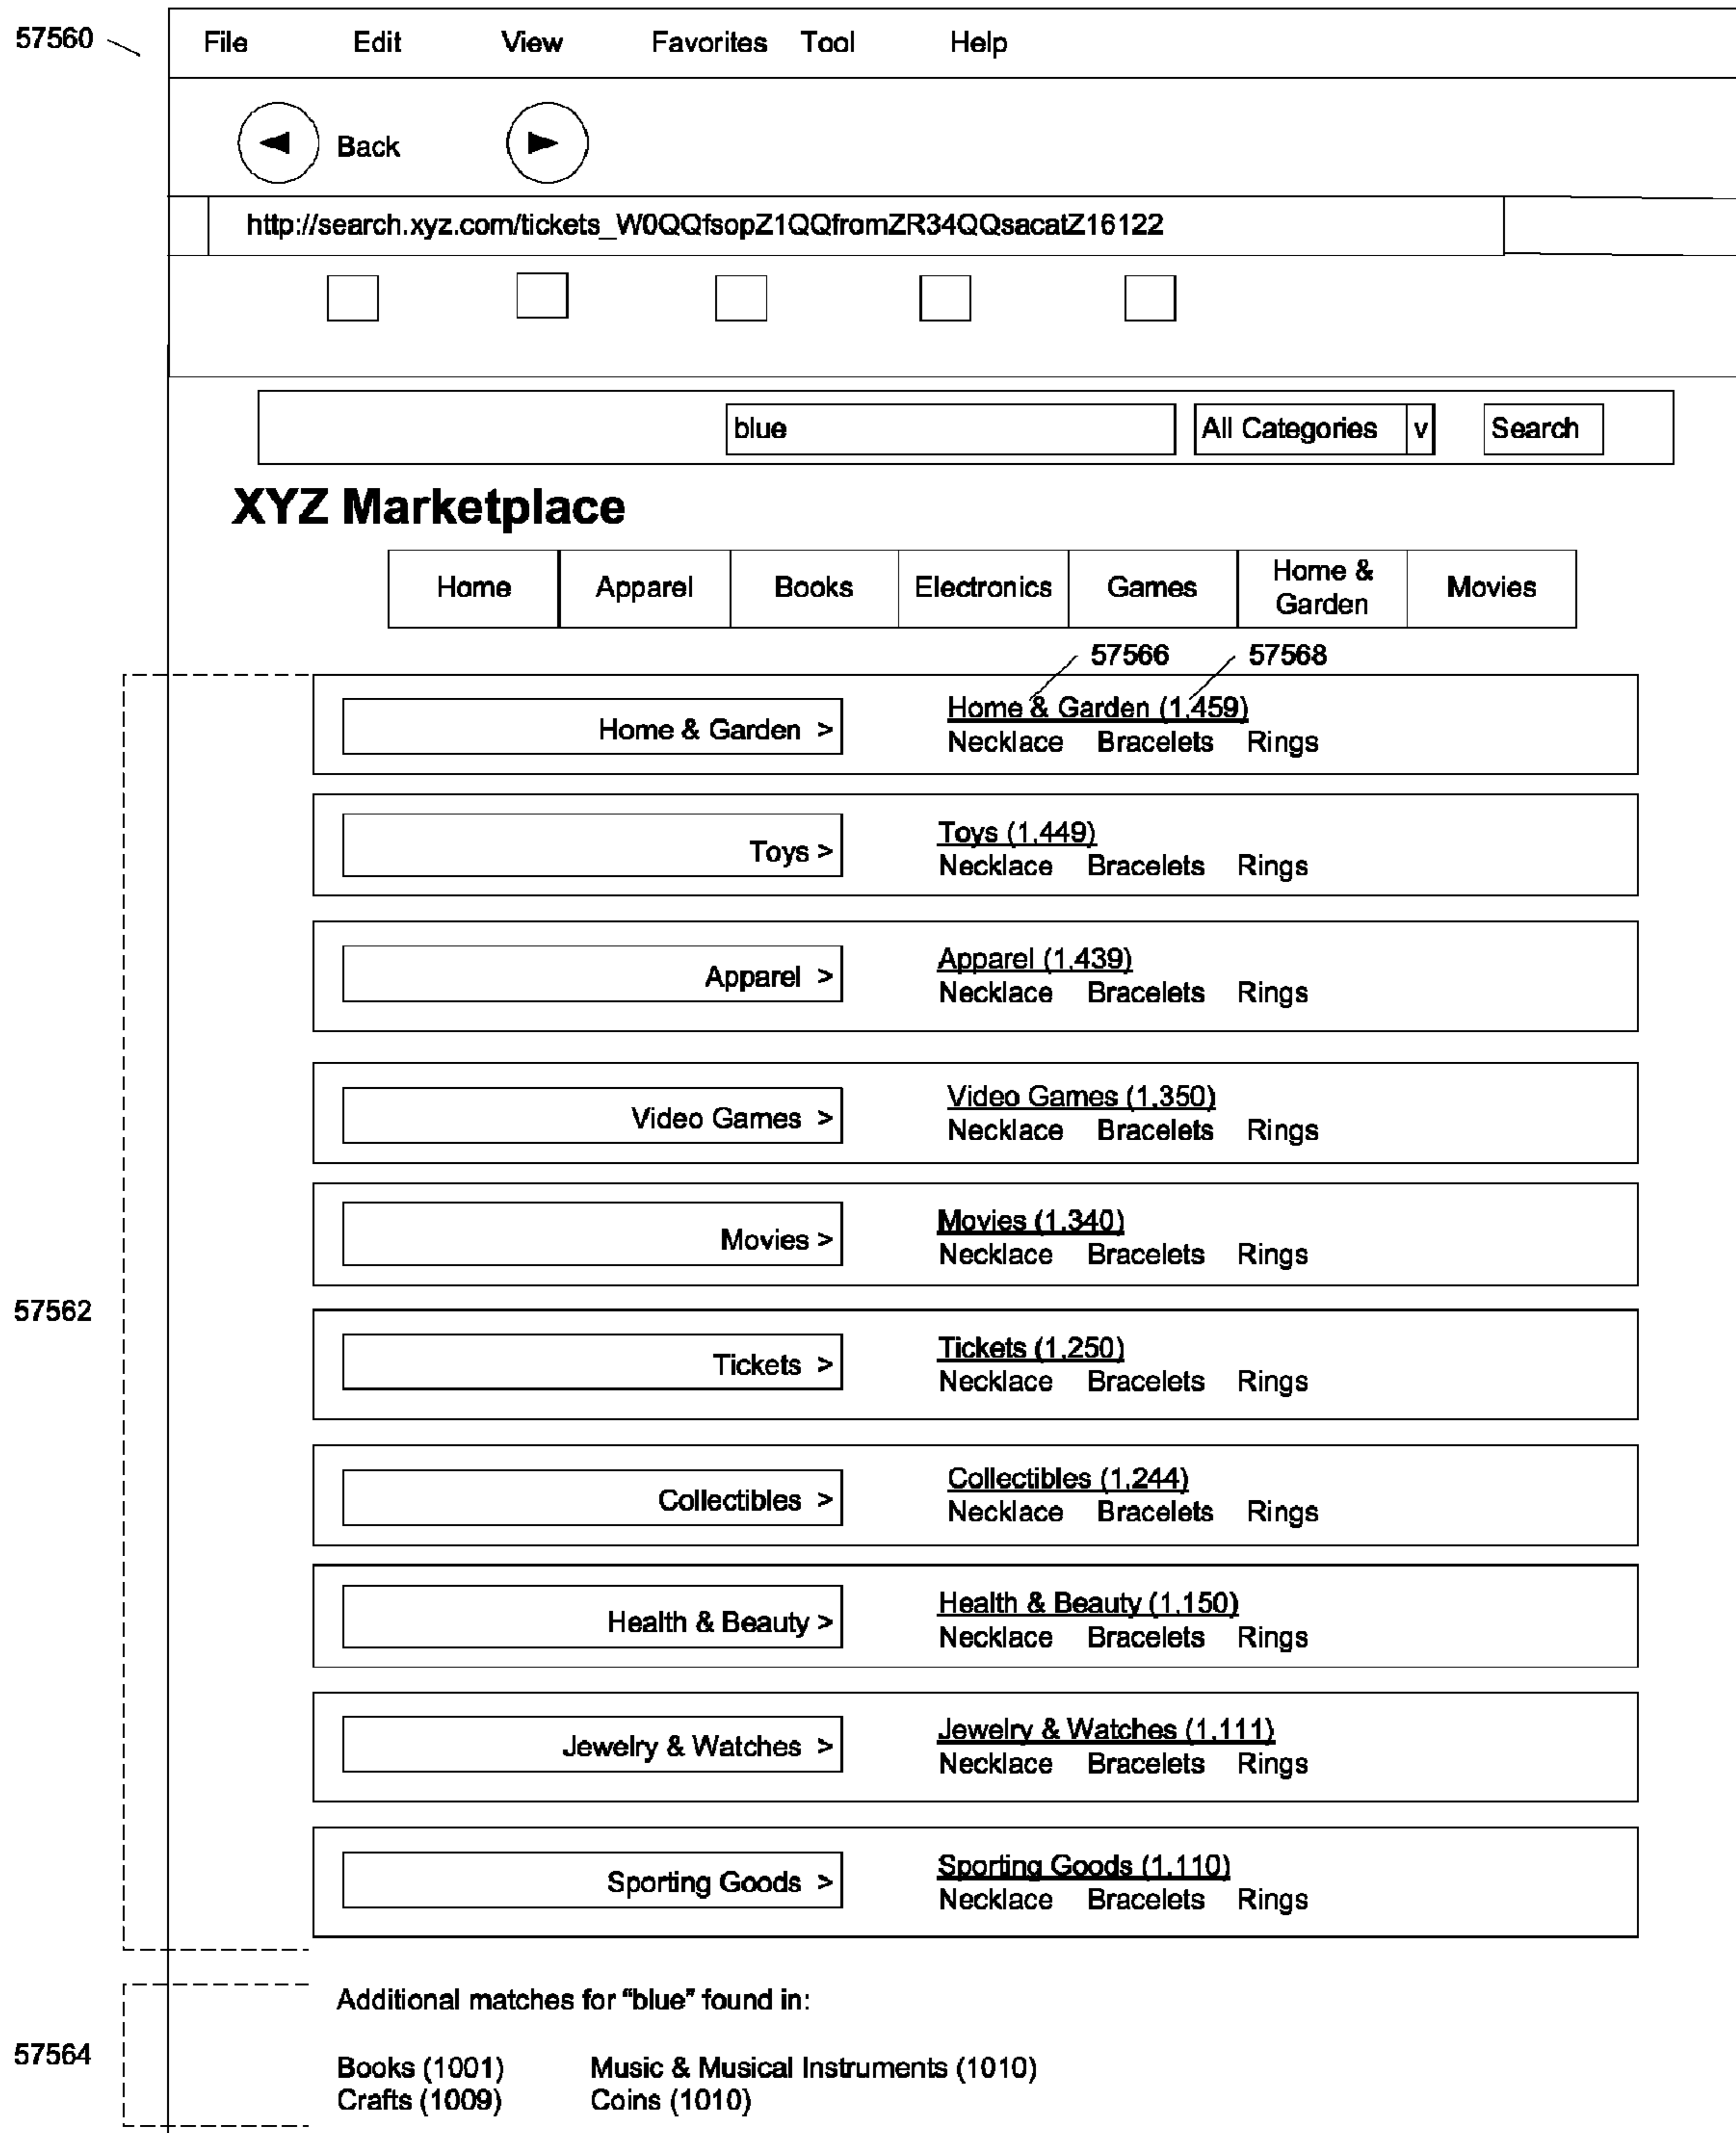 57560
File Edit View Favorites Tool Help
◄ Back ►
http://search.xyz.com/tickets_W0QQfsopZ1QQfromZR34QQsacatZ16122
blue All Categories v Search
XYZ Marketplace
Home Apparel Books Electronics Games Home & Garden Movies
57566 57568
Home & Garden > Home & Garden (1,459)
Necklace Bracelets Rings
Toys > Toys (1,449)
Necklace Bracelets Rings
Apparel > Apparel (1,439)
Necklace Bracelets Rings
Video Games > Video Games (1,350)
Necklace Bracelets Rings
Movies > Movies (1,340)
Necklace Bracelets Rings
57562
Tickets > Tickets (1,250)
Necklace Bracelets Rings
Collectibles > Collectibles (1,244)
Necklace Bracelets Rings
Health & Beauty > Health & Beauty (1,150)
Necklace Bracelets Rings
Jewelry & Watches > Jewelry & Watches (1,111)
Necklace Bracelets Rings
Sporting Goods > Sporting Goods (1,110)
Necklace Bracelets Rings
Additional matches for “blue” found in:
57564
Books (1001) Music & Musical Instruments (1010)
Crafts (1009) Coins (1010)